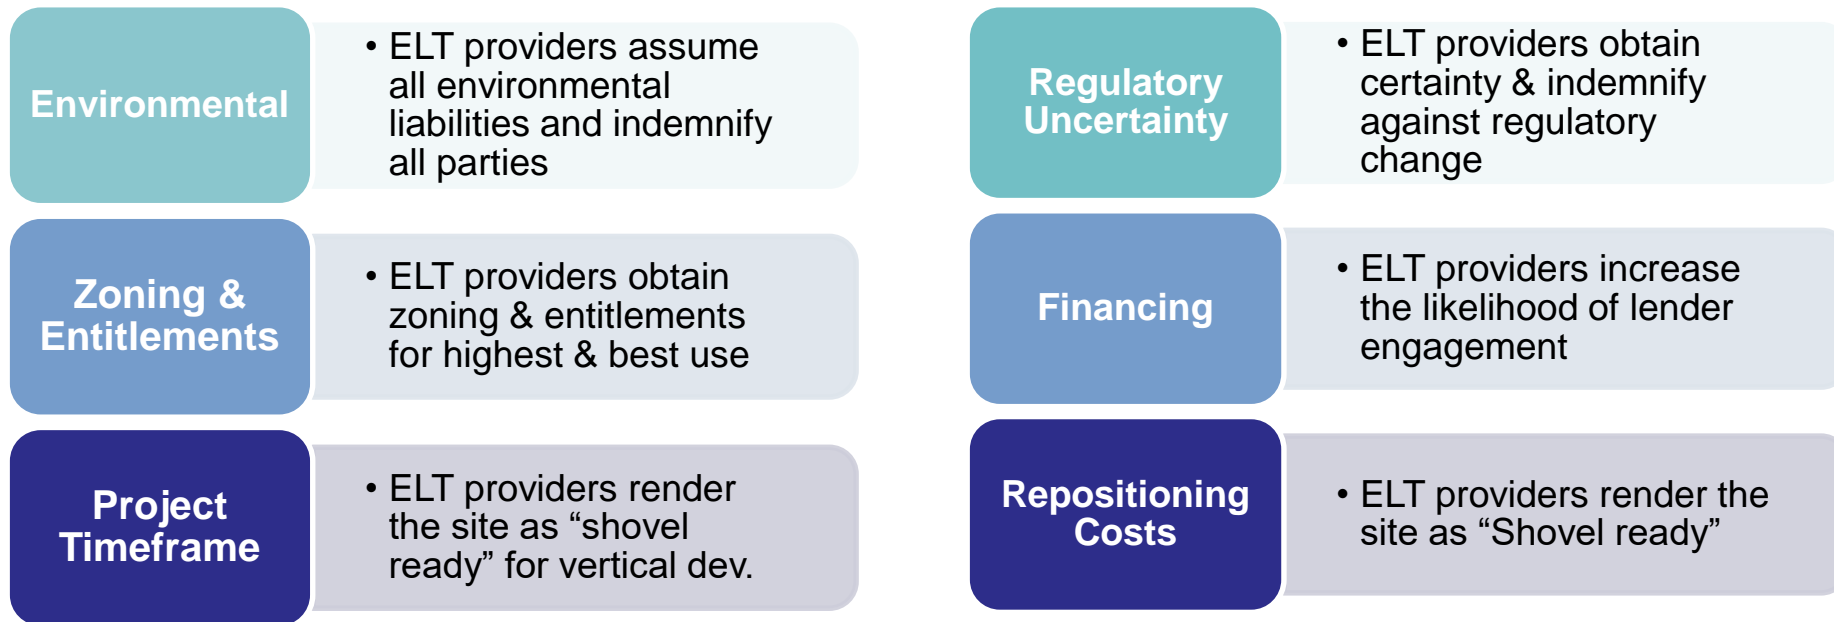 Environmental
• ELT providers assume
all environmental
liabilities and indemnify
all parties
Zoning &
Entitlements
• ELT providers obtain
zoning & entitlements
for highest & best use
Project
Timeframe
• ELT providers render
the site as “shovel
ready” for vertical dev.
Regulatory
Uncertainty
• ELT providers obtain
certainty & indemnify
against regulatory
change
Financing
• ELT providers increase
the likelihood of lender
engagement
Repositioning
Costs
• ELT providers render the
site as “Shovel ready”